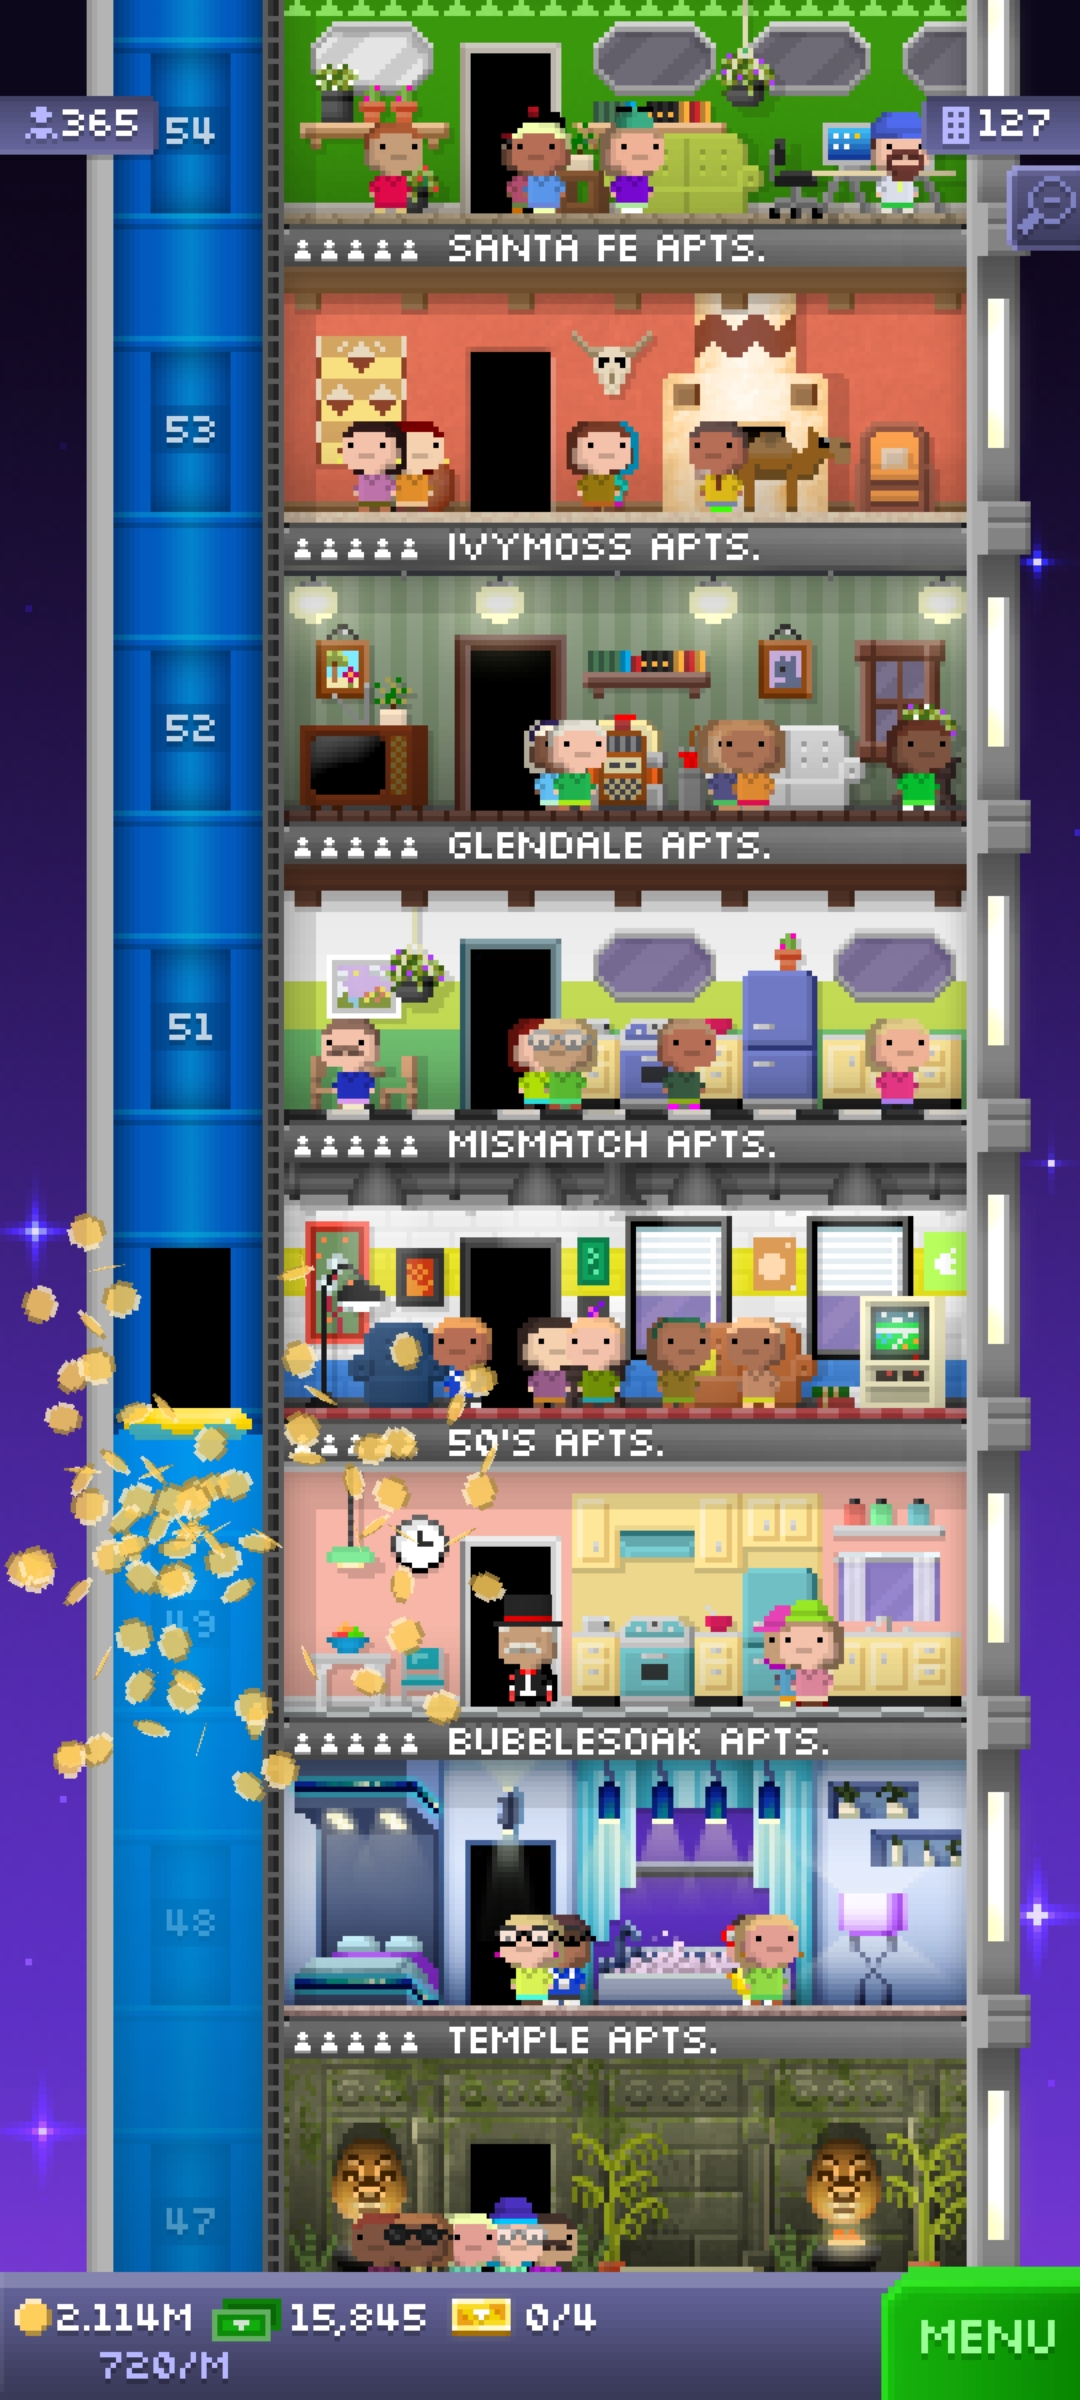 365
54
127
SANTA FE APTS.
53
IVYMOSS APTS.
52
GLENDALE APTS.
51
MISMATCH APTS.
50'S APTS.
49
BUBBLESOAK APTS.
48
TEMPLE APTS.
47
2.114M 15,845 0/4
720/M
MENU